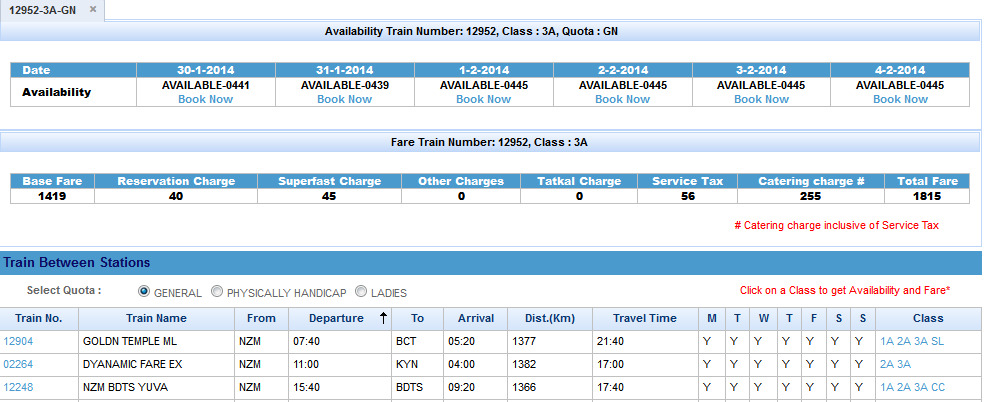 12952-3A-GN ×
Availability Train Number: 12952, Class : 3A, Quota : GN
Date 30-1-2014 31-1-2014 1-2-2014 2-2-2014 3-2-2014 4-2-2014
Availability AVAILABLE-0441 AVAILABLE-0439 AVAILABLE-0445 AVAILABLE-0445 AVAILABLE-0445 AVAILABLE-0445
Book Now Book Now Book Now Book Now Book Now Book Now
Fare Train Number: 12952, Class : 3A
Base Fare Reservation Charge Superfast Charge Other Charges Tatkal Charge Service Tax Catering charge # Total Fare
1419 40 45 0 0 56 255 1815
# Catering charge inclusive of Service Tax
Train Between Stations
Select Quota : GENERAL PHYSICALLY HANDICAP LADIES Click on a Class to get Availability and Fare*
Train No. Train Name From Departure To Arrival Dist.(Km) Travel Time M T W T F S S Class
12904 GOLDN TEMPLE ML NZM 07:40 BCT 05:20 1377 21:40 Y Y Y Y Y Y Y 1A 2A 3A SL
02264 DYANAMIC FARE EX NZM 11:00 KYN 04:00 1382 17:00 Y Y Y Y Y Y Y 2A 3A
12248 NZM BDTS YUVA NZM 15:40 BDTS 09:20 1366 17:40 Y Y Y Y Y Y Y 1A 2A 3A CC